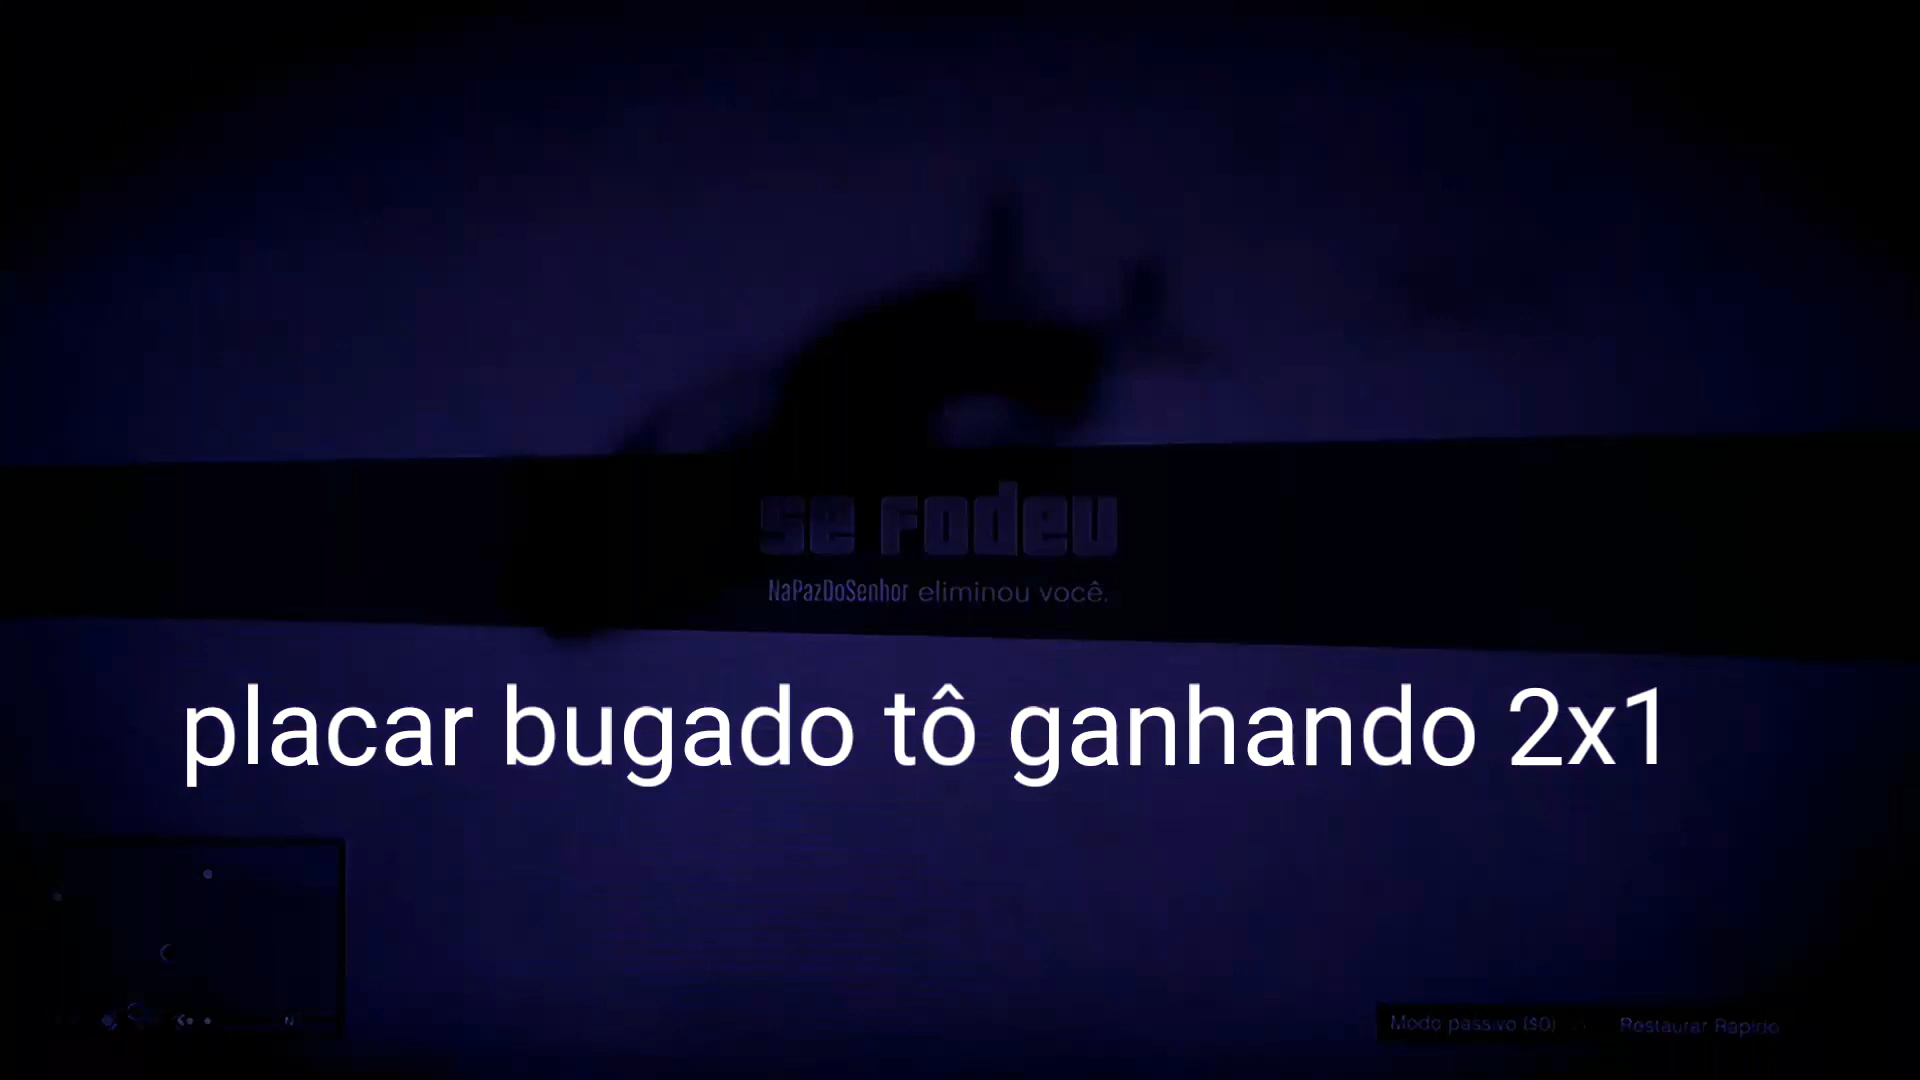 se fodeu
NaPazDoSenhor eliminou você.
placar bugado tô ganhando 2x1
N
Modo passivo ($0)
Restaurar Rápido